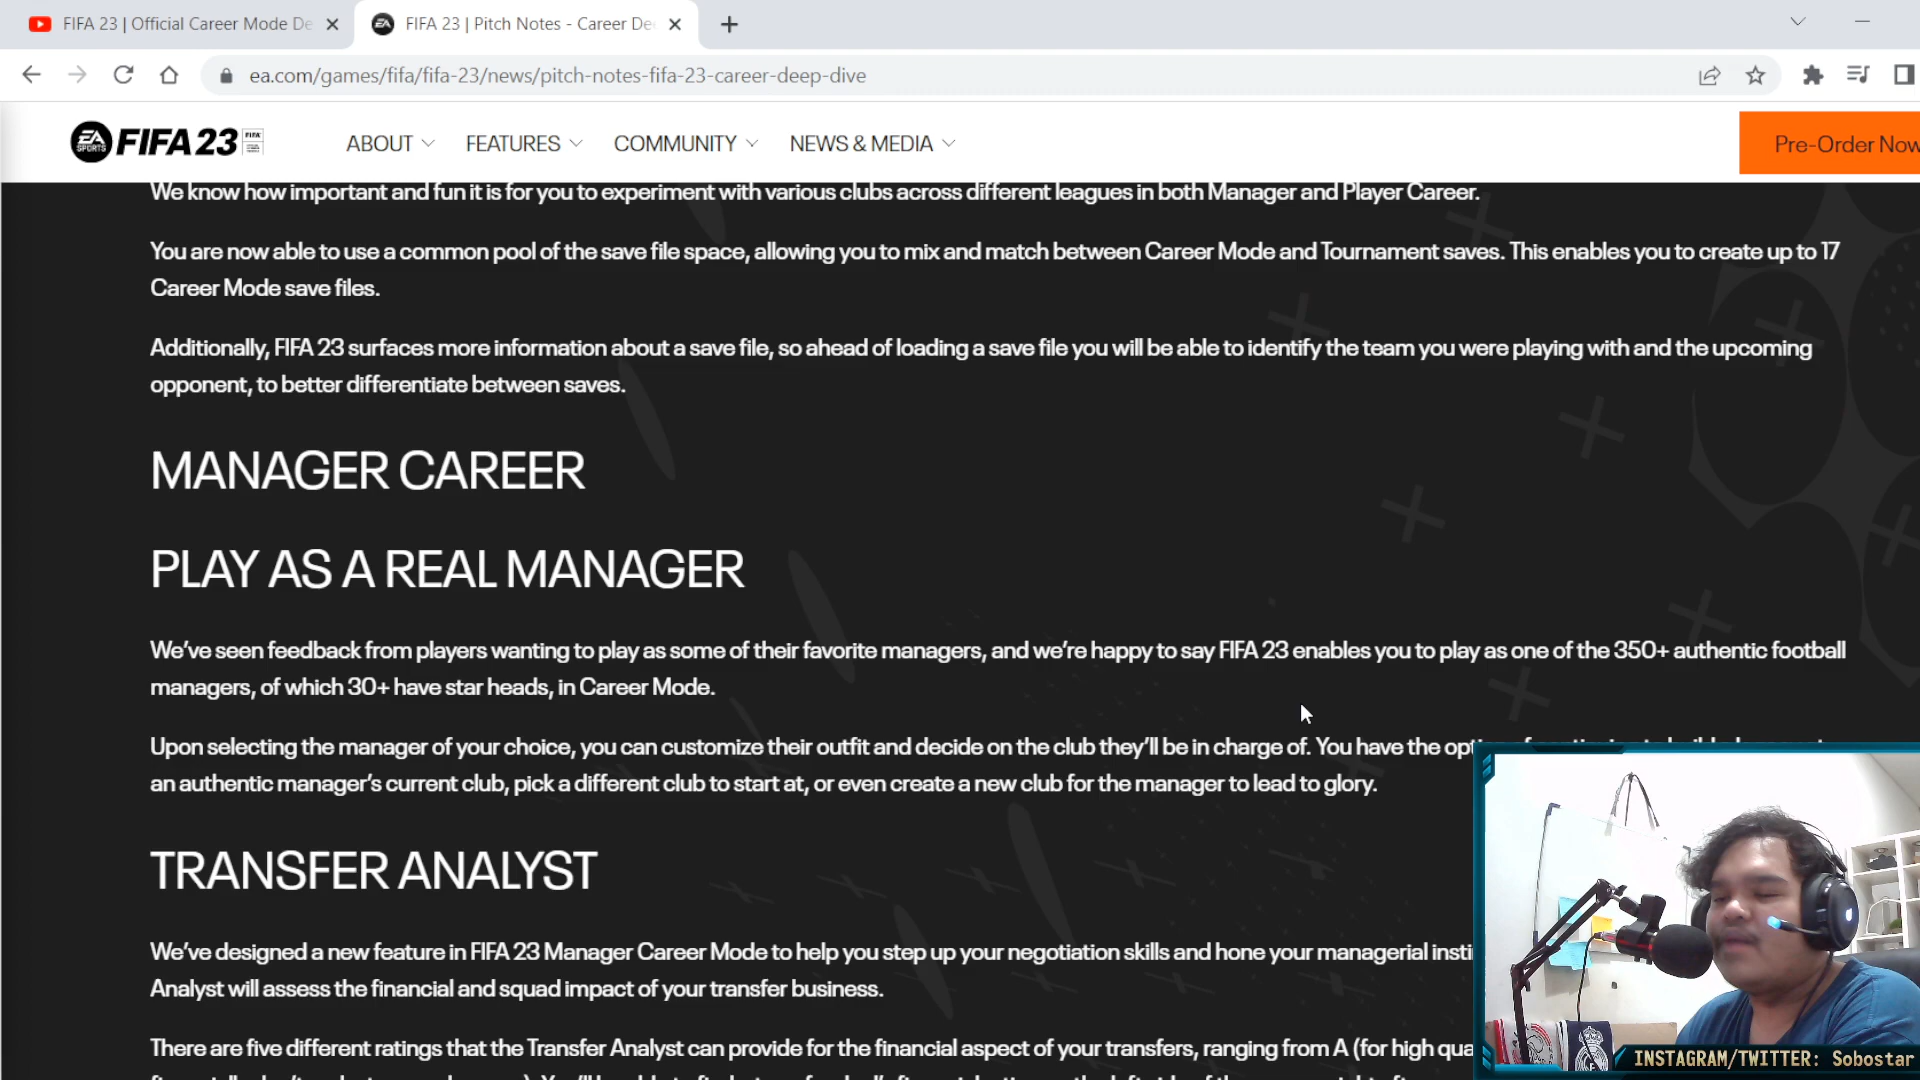 FIFA 23 | Official Career Mode De
FIFA 23 | Pitch Notes - Career De
ea.com/games/fifa/fifa-23/news/pitch-notes-fifa-23-career-deep-dive
EA SPORTS FIFA 23
ABOUT FEATURES COMMUNITY NEWS & MEDIA
Pre-Order Now
We know how important and fun it is for you to experiment with various clubs across different leagues in both Manager and Player Career.
You are now able to use a common pool of the save file space, allowing you to mix and match between Career Mode and Tournament saves. This enables you to create up to 17
Career Mode save files.
Additionally, FIFA 23 surfaces more information about a save file, so ahead of loading a save file you will be able to identify the team you were playing with and the upcoming
opponent, to better differentiate between saves.
MANAGER CAREER
PLAY AS A REAL MANAGER
We've seen feedback from players wanting to play as some of their favorite managers, and we're happy to say FIFA 23 enables you to play as one of the 350+ authentic football
managers, of which 30+ have star heads, in Career Mode.
Upon selecting the manager of your choice, you can customize their outfit and decide on the club they'll be in charge of. You have the
an authentic manager's current club, pick a different club to start at, or even create a new club for the manager to lead to glory.
TRANSFER ANALYST
We've designed a new feature in FIFA 23 Manager Career Mode to help you step up your negotiation skills and hone your managerial insti
Analyst will assess the financial and squad impact of your transfer business.
There are five different ratings that the Transfer Analyst can provide for the financial aspect of your transfers, ranging from A (for high qua
INSTAGRAM/TWITTER: Sobostar